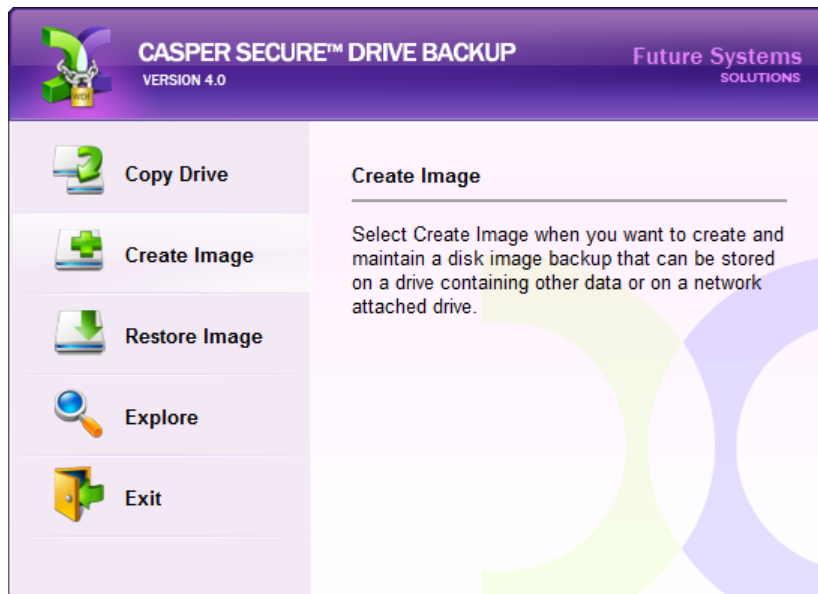 CASPER SECURE™ DRIVE BACKUP
VERSION 4.0
Future Systems
SOLUTIONS
WDE
Copy Drive
Create Image
Restore Image
Explore
Exit
Create Image
Select Create Image when you want to create and
maintain a disk image backup that can be stored
on a drive containing other data or on a network
attached drive.